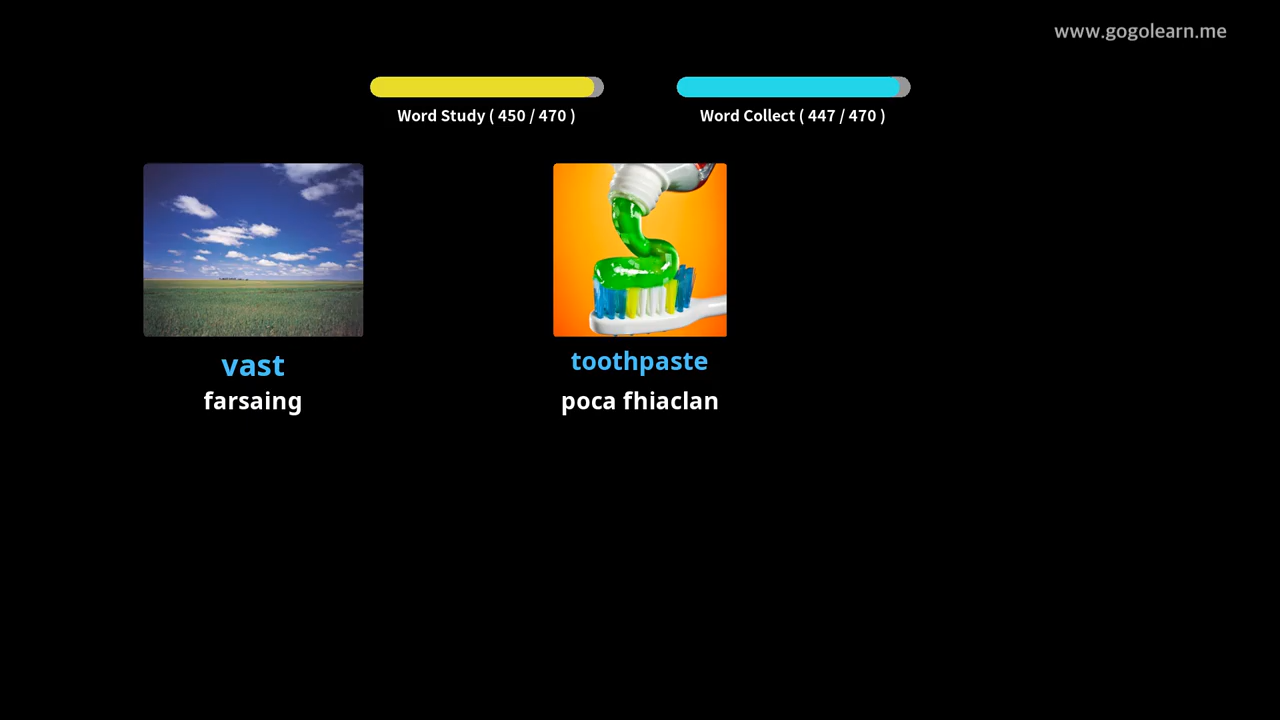 www.gogolearn.me
Word Study ( 450 / 470 )
Word Collect ( 447 / 470 )
vast
farsaing
toothpaste
poca fhiaclan